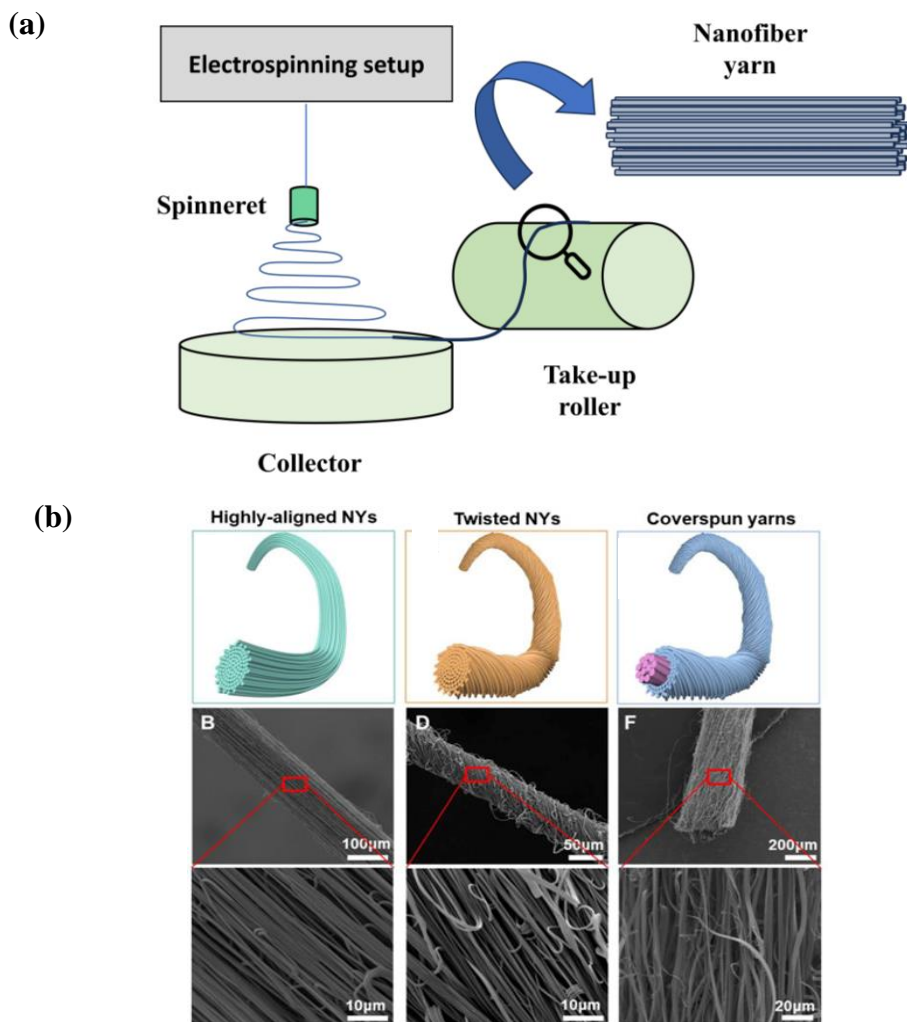 (a)
Electrospinning setup
Nanofiber
yarn
Spinneret
Take-up
roller
Collector
(b)
Highly-aligned NYs
Twisted NYs
Coverspun yarns
B
D
F
100µm
50µm
200µm
10µm
10µm
20µm